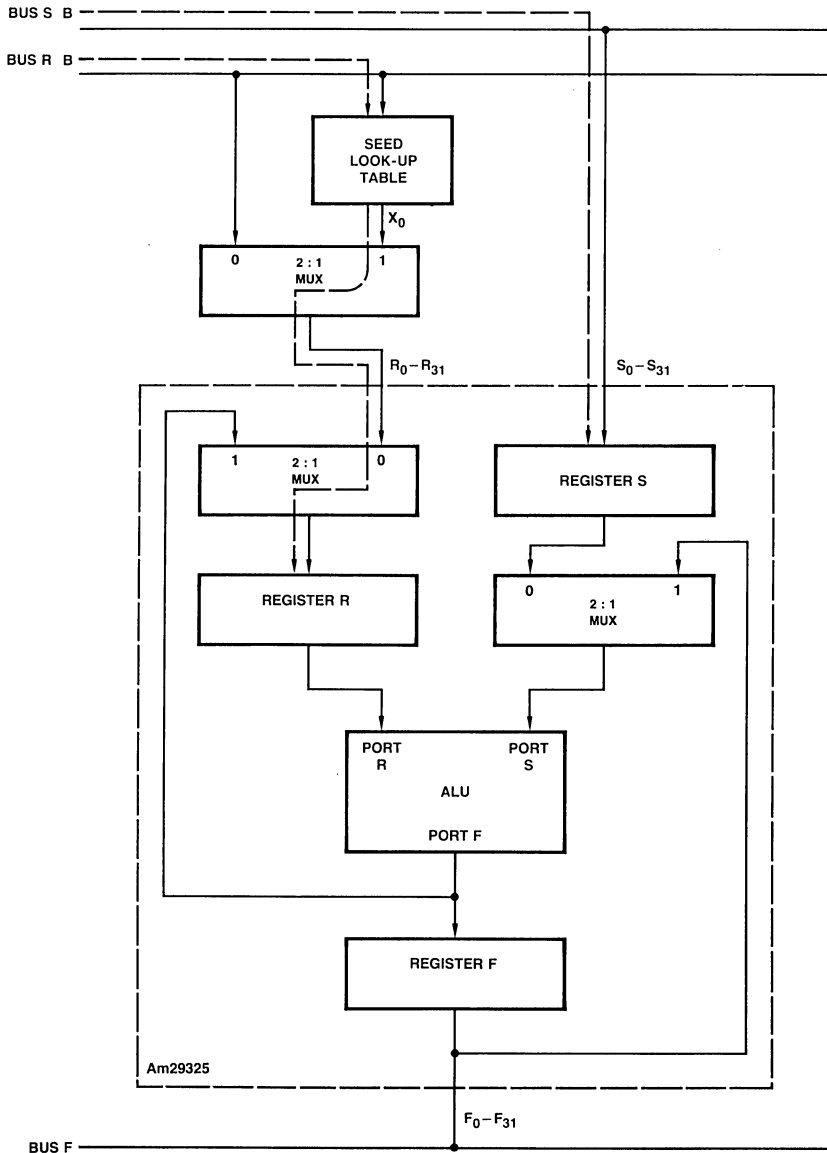 BUS S B
BUS R B
SEED
LOOK-UP
TABLE
X₀
0 2 : 1 1
MUX
R₀–R₃₁
S₀–S₃₁
1 2 : 1 0
MUX
REGISTER S
REGISTER R
0 2 : 1 1
MUX
PORT R
PORT S
ALU
PORT F
REGISTER F
Am29325
F₀–F₃₁
BUS F